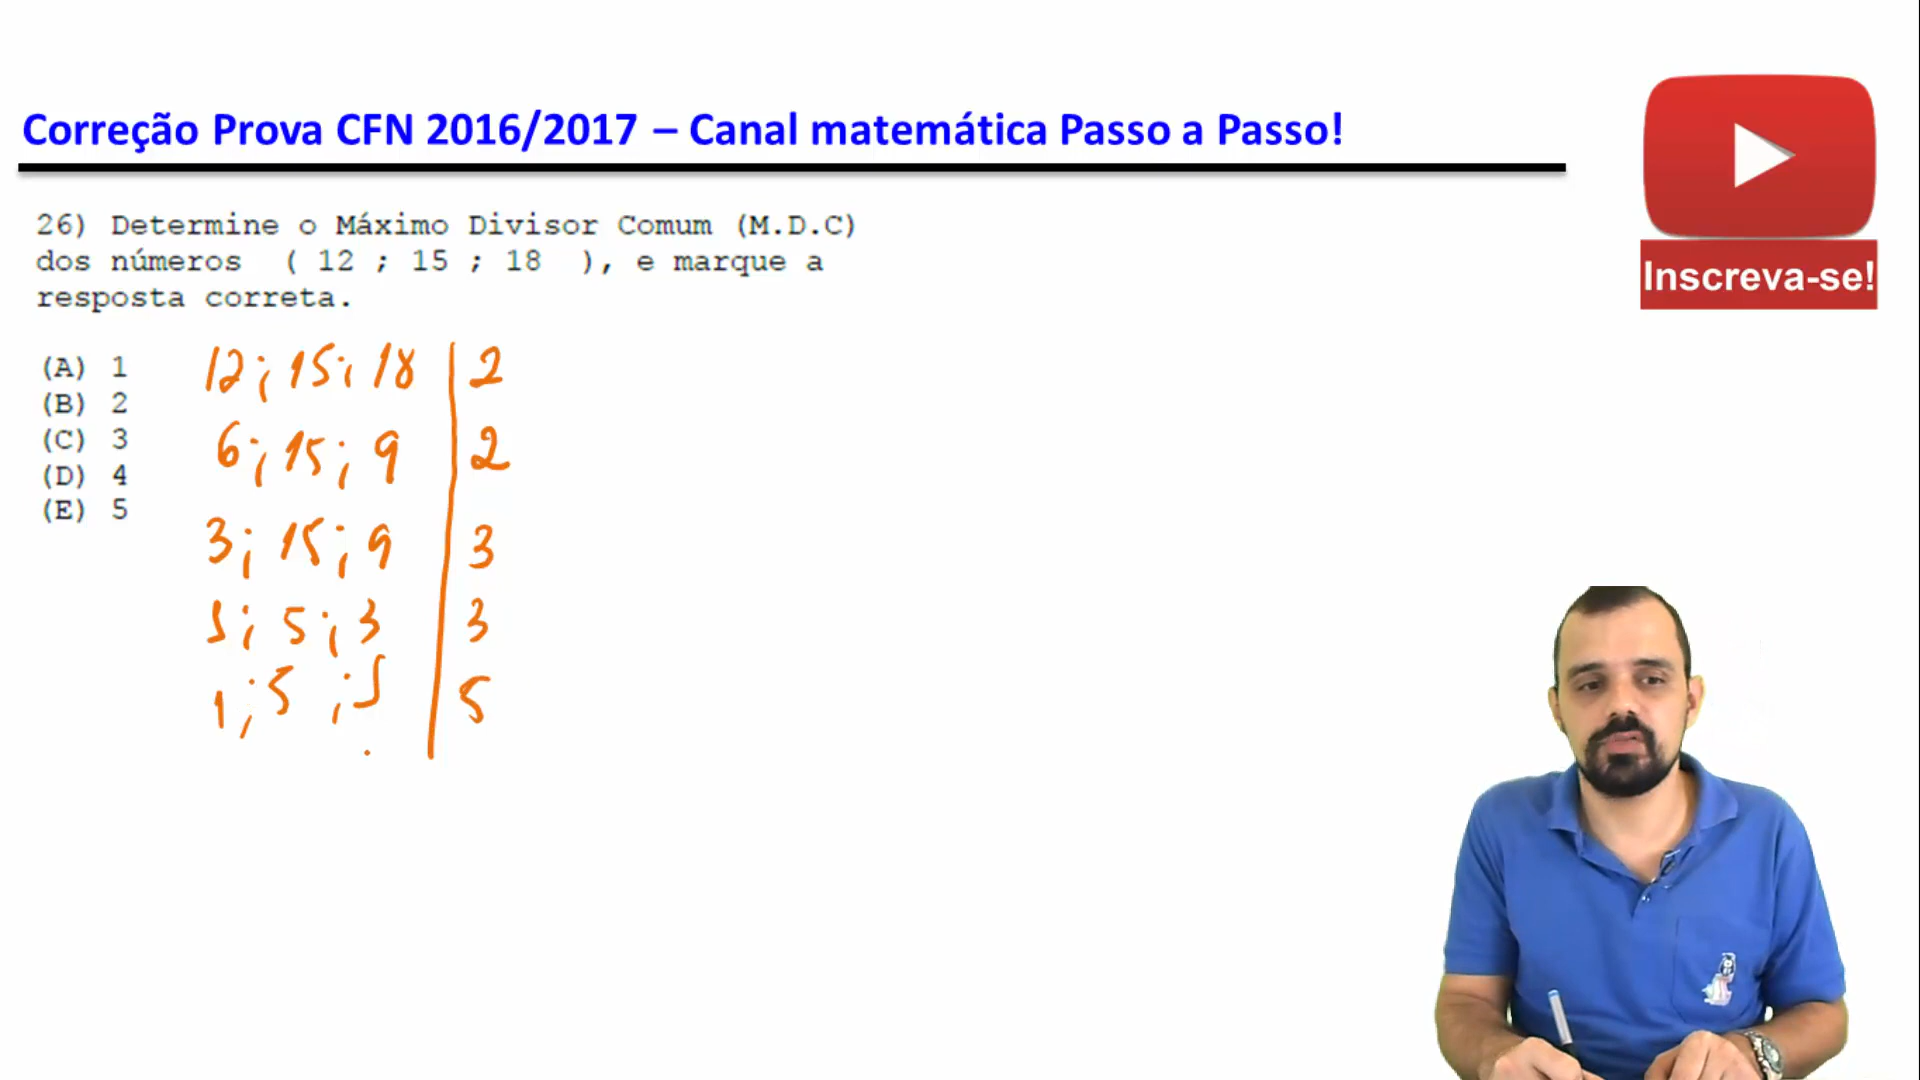 Correção Prova CFN 2016/2017 – Canal matemática Passo a Passo!
Inscreva-se!
26) Determine o Máximo Divisor Comum (M.D.C)
dos números ( 12 ; 15 ; 18 ), e marque a
resposta correta.
(A) 1
(B) 2
(C) 3
(D) 4
(E) 5
12 ; 15 ; 18 | 2
6 ; 15 ; 9 | 2
3 ; 15 ; 9 | 3
1 ; 5 ; 3 | 3
1 ; 5 ; 1 | 5